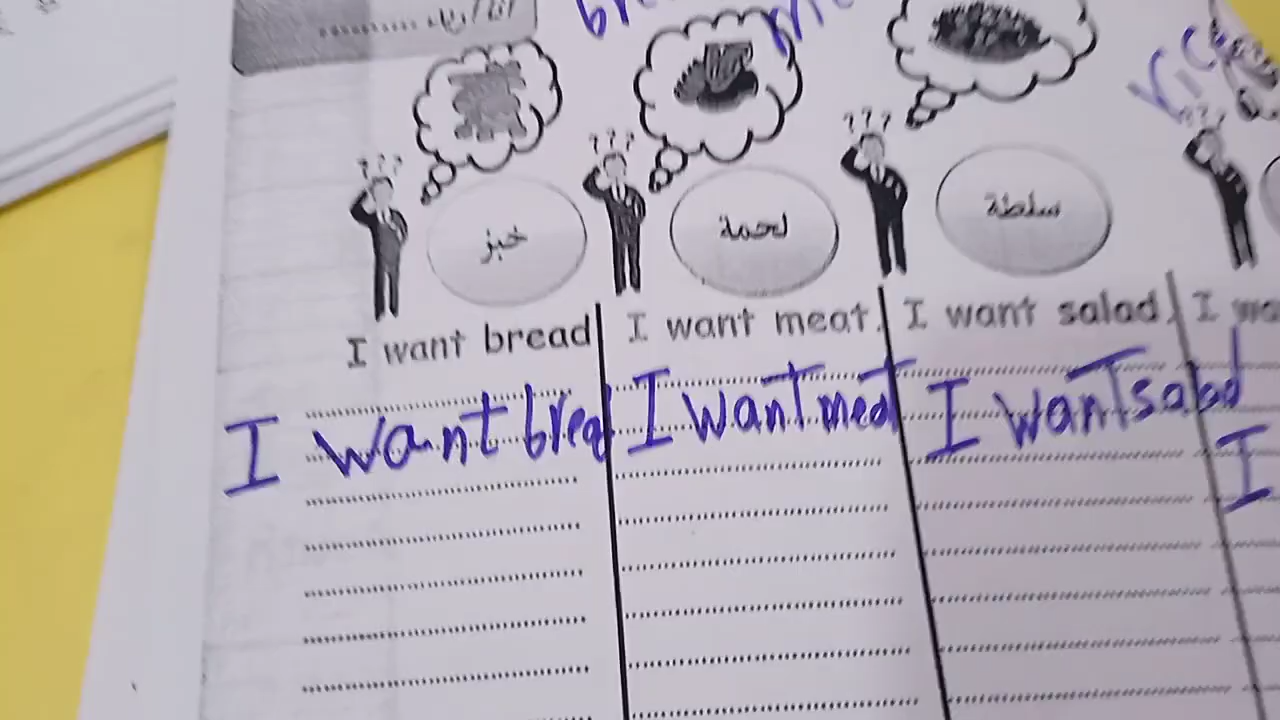 خبز
لحمة
سلطة
I want bread
I want meat.
I want salad.
I want brea
I want meat
I want salad
I